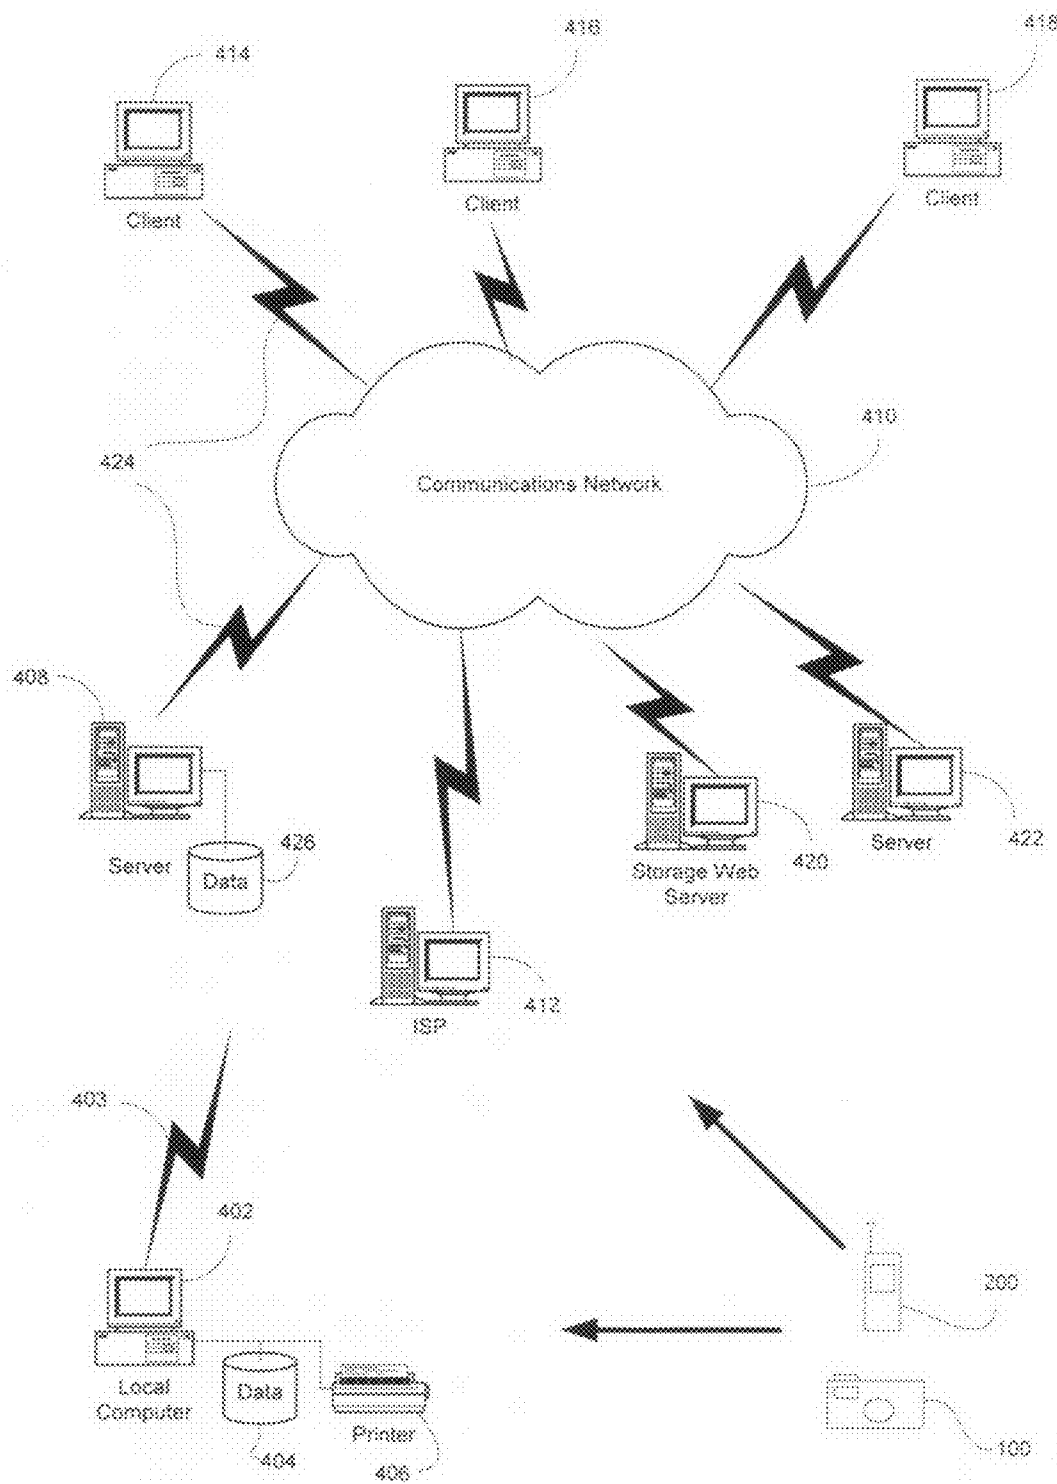 414
416
418
Client
Client
Client
410
424
Communications Network
408
Server
426
Data
420
Storage Web
Server
Server
422
412
ISP
403
402
200
Local
Computer
Data
Printer
404
406
100